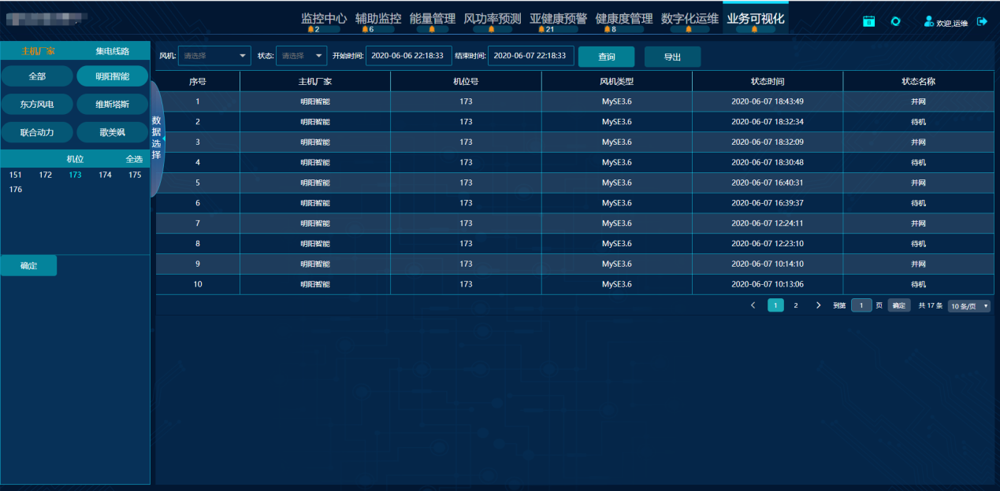 监控中心 辅助监控 能量管理 风功率预测 亚健康预警 健康度管理 数字化运维 业务可视化
2 6 21 8
欢迎,运维
主机厂家 集电线路
全部 明阳智能
东方风电 维斯塔斯
联合动力 歌美飒
机位 全选
151 172 173 174 175
176
确定
数据选择
风机: 请选择 状态: 请选择 开始时间: 2020-06-06 22:18:33 结束时间: 2020-06-07 22:18:33 查询 导出
序号 主机厂家 机位号 风机类型 状态时间 状态名称
1 明阳智能 173 MySE3.6 2020-06-07 18:43:49 并网
2 明阳智能 173 MySE3.6 2020-06-07 18:32:34 待机
3 明阳智能 173 MySE3.6 2020-06-07 18:32:09 并网
4 明阳智能 173 MySE3.6 2020-06-07 18:30:48 待机
5 明阳智能 173 MySE3.6 2020-06-07 16:40:31 并网
6 明阳智能 173 MySE3.6 2020-06-07 16:39:37 待机
7 明阳智能 173 MySE3.6 2020-06-07 12:24:11 并网
8 明阳智能 173 MySE3.6 2020-06-07 12:23:10 待机
9 明阳智能 173 MySE3.6 2020-06-07 10:14:10 并网
10 明阳智能 173 MySE3.6 2020-06-07 10:13:06 待机
1 2 到第 1 页 确定 共 17 条 10 条/页